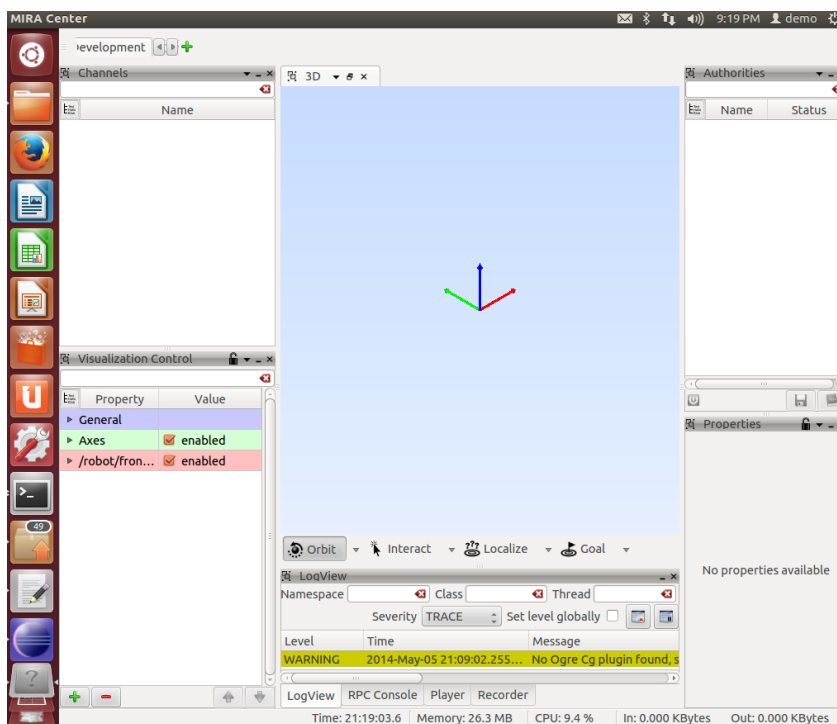 MIRA Center
9:19 PM demo
evelopment
Channels
3D
Authorities
Name
Name Status
Visualization Control
Property Value
General
Axes enabled
/robot/fron... enabled
Properties
No properties available
49
Orbit Interact Localize Goal
LogView
Namespace Class Thread
Severity TRACE Set level globally
Level Time Message
WARNING 2014-May-05 21:09:02.255... No Ogre Cg plugin found, s
LogView RPC Console Player Recorder
Time: 21:19:03.6 Memory: 26.3 MB CPU: 9.4 % In: 0.000 KBytes Out: 0.000 KBytes